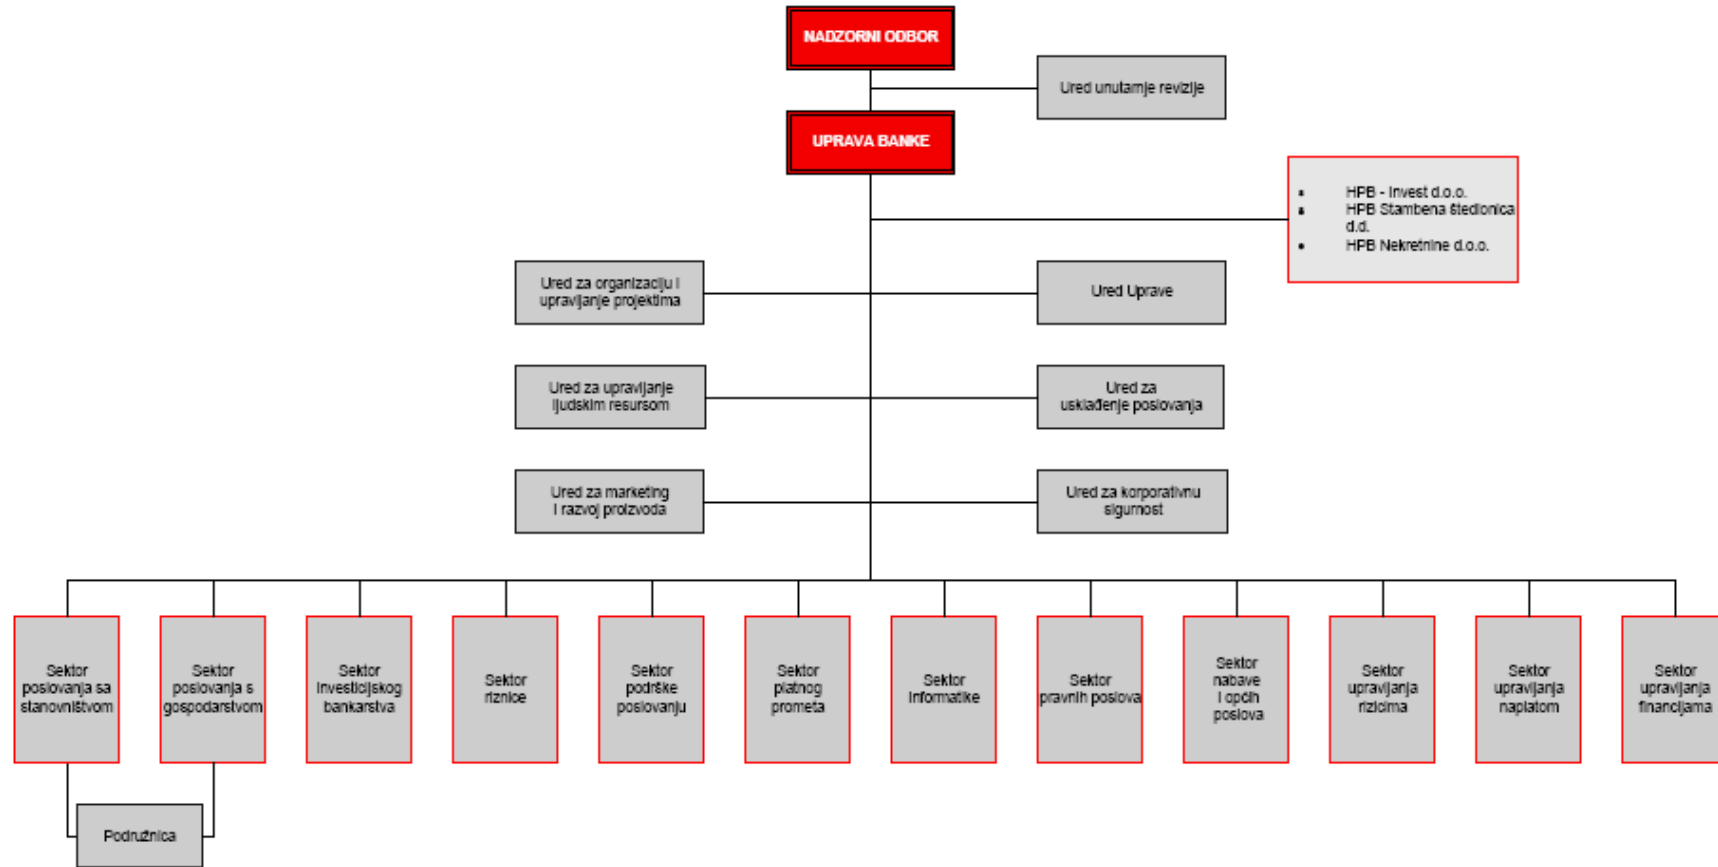 NADZORNI ODBOR
Ured unutarnje revizije
UPRAVA BANKE
• HPB - Invest d.o.o.
• HPB Stambena štedionica
d.d.
• HPB Nekretnine d.o.o.
Ured za organizaciju i
upravljanje projektima
Ured Uprave
Ured za upravljanje
ljudskim resursom
Ured za
usklađenje poslovanja
Ured za marketing
i razvoj proizvoda
Ured za korporativnu
sigurnost
Sektor
poslovanja sa
stanovništvom
Sektor
poslovanja s
gospodarstvom
Sektor
investicijskog
bankarstva
Sektor
riznice
Sektor
podrške
poslovanju
Sektor
platnog
prometa
Sektor
informatike
Sektor
pravnih poslova
Sektor
nabave
i općih
poslova
Sektor
upravljanja
rizicima
Sektor
upravljanja
naplatom
Sektor
upravljanja
financijama
Podružnica